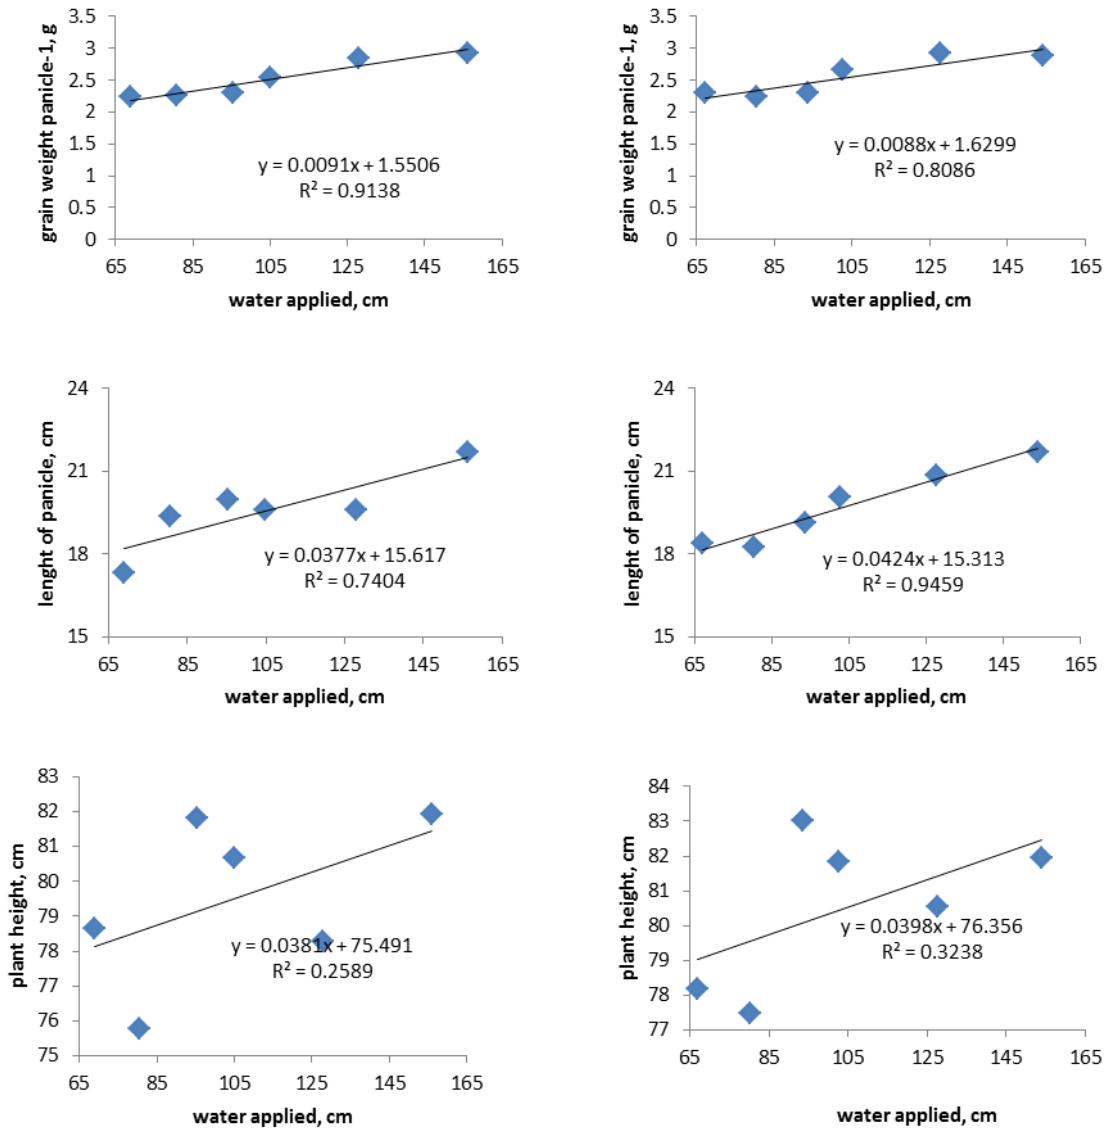 grain weight panicle-1, g
3.5
3
2.5
2
1.5
1
0.5
0
y = 0.0091x + 1.5506
R² = 0.9138
65 85 105 125 145 165
water applied, cm
grain weight panicle-1, g
3.5
3
2.5
2
1.5
1
0.5
0
y = 0.0088x + 1.6299
R² = 0.8086
65 85 105 125 145 165
water applied, cm
lenght of panicle, cm
24
21
18
15
y = 0.0377x + 15.617
R² = 0.7404
65 85 105 125 145 165
water applied, cm
lenght of panicle, cm
24
21
18
15
y = 0.0424x + 15.313
R² = 0.9459
65 85 105 125 145 165
water applied, cm
plant height, cm
83
82
81
80
79
78
77
76
75
y = 0.0381x + 75.491
R² = 0.2589
65 85 105 125 145 165
water applied, cm
plant height, cm
84
83
82
81
80
79
78
77
y = 0.0398x + 76.356
R² = 0.3238
65 85 105 125 145 165
water applied, cm